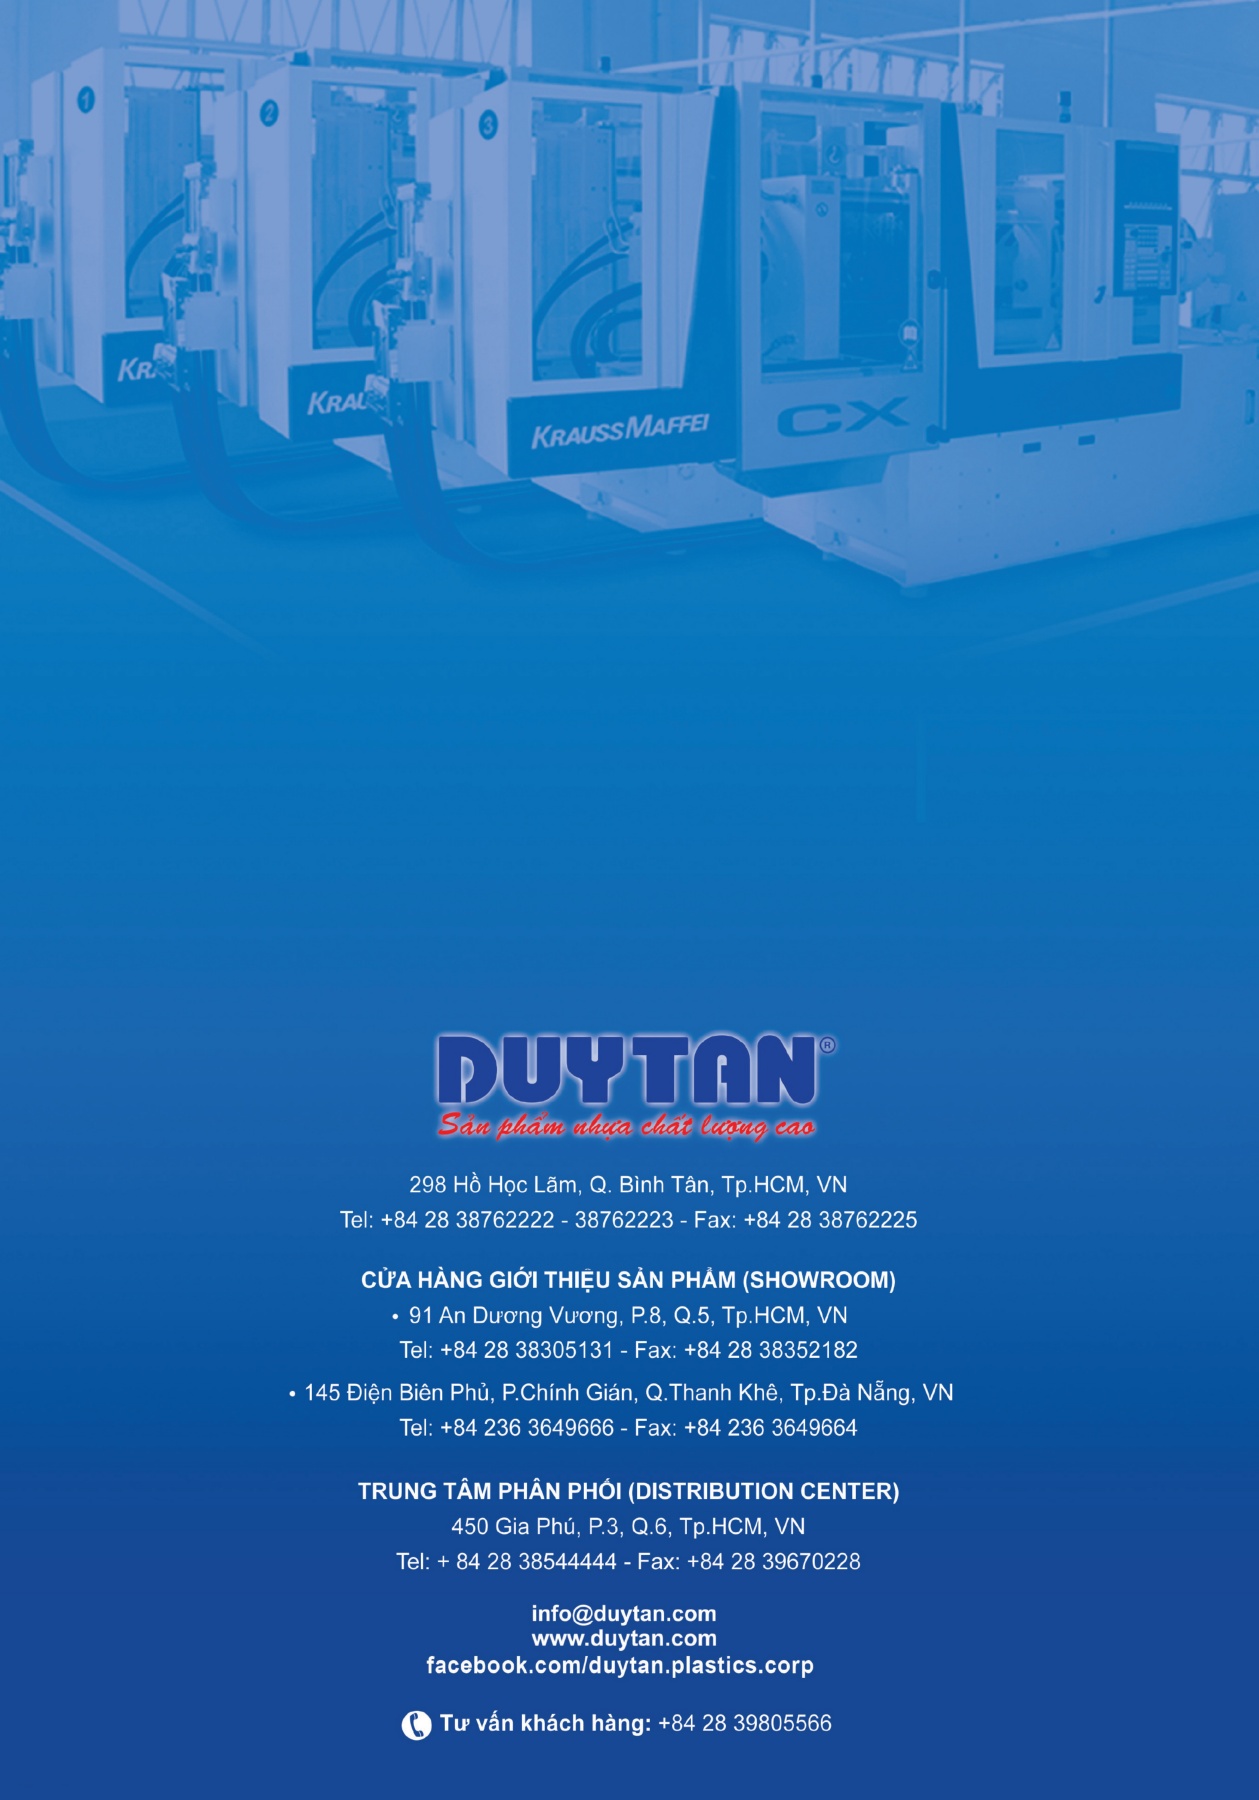 1
2
3
KRAUSSMAFFEI
CX
DUYTAN®
Sản phẩm nhựa chất lượng cao
298 Hồ Học Lãm, Q. Bình Tân, Tp.HCM, VN
Tel: +84 28 38762222 - 38762223 - Fax: +84 28 38762225
CỬA HÀNG GIỚI THIỆU SẢN PHẨM (SHOWROOM)
• 91 An Dương Vương, P.8, Q.5, Tp.HCM, VN
Tel: +84 28 38305131 - Fax: +84 28 38352182
• 145 Điện Biên Phủ, P.Chính Gián, Q.Thanh Khê, Tp.Đà Nẵng, VN
Tel: +84 236 3649666 - Fax: +84 236 3649664
TRUNG TÂM PHÂN PHỐI (DISTRIBUTION CENTER)
450 Gia Phú, P.3, Q.6, Tp.HCM, VN
Tel: + 84 28 38544444 - Fax: +84 28 39670228
info@duytan.com
www.duytan.com
facebook.com/duytan.plastics.corp
Tư vấn khách hàng: +84 28 39805566